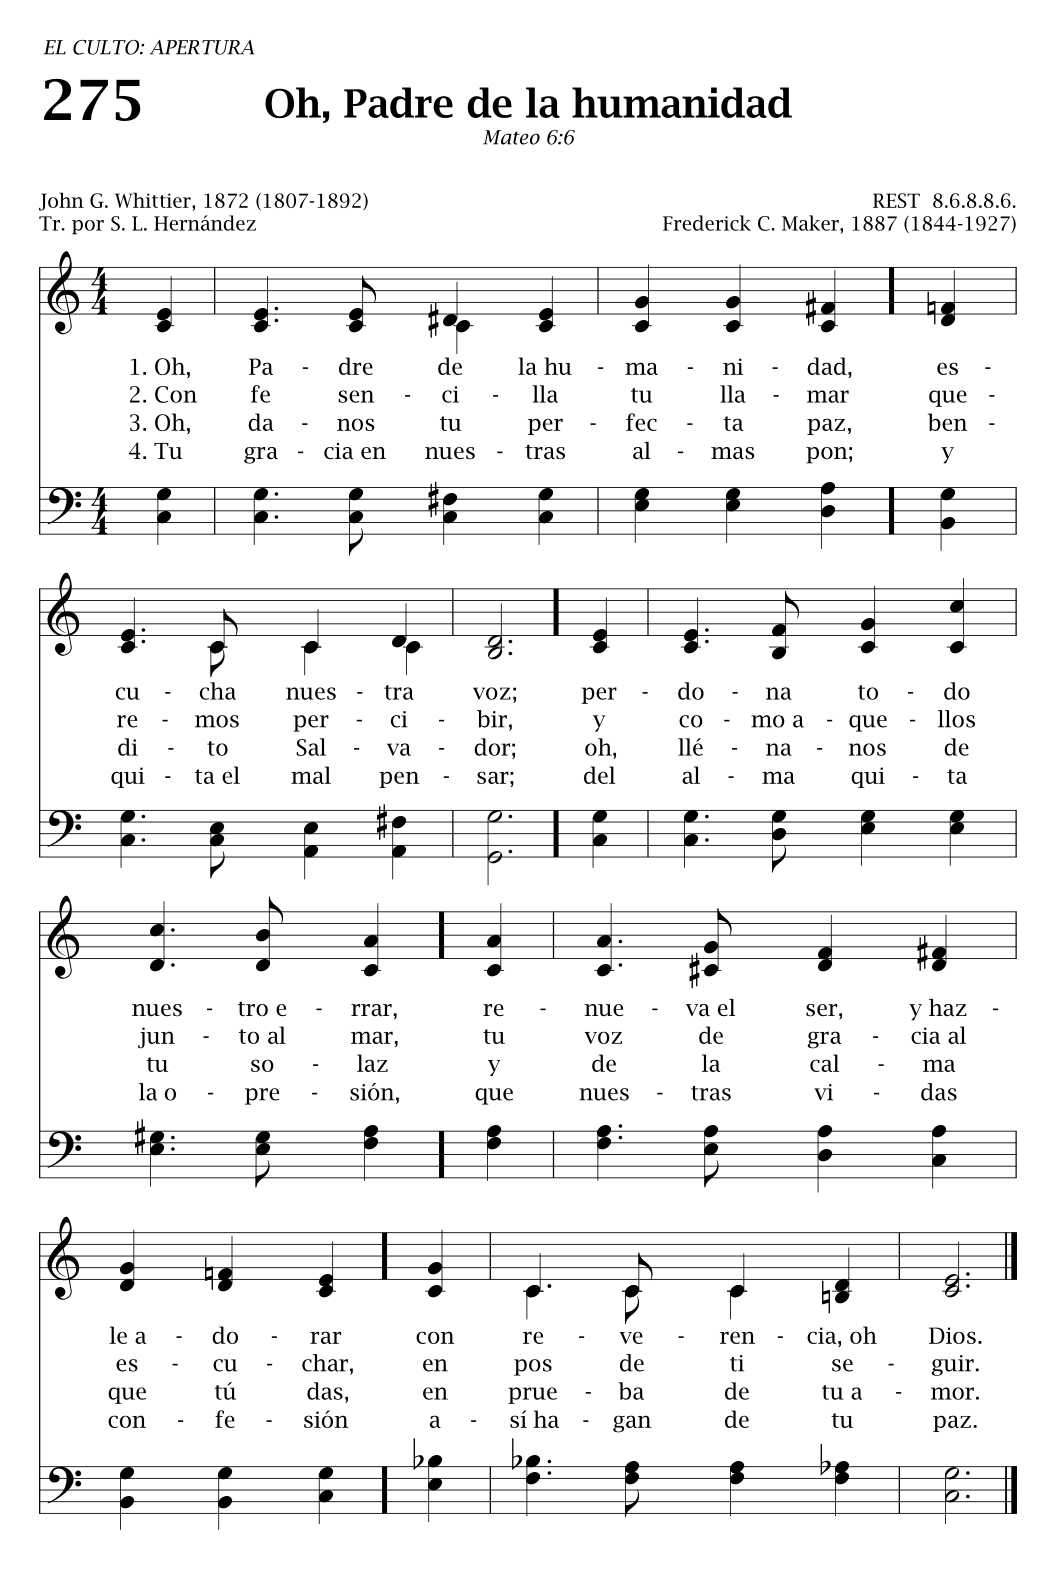 EL CULTO: APERTURA
275 Oh, Padre de la humanidad
Mateo 6:6
John G. Whittier, 1872 (1807-1892) REST 8.6.8.8.6.
Tr. por S. L. Hernández Frederick C. Maker, 1887 (1844-1927)
4
4
1. Oh, Pa - dre de la hu - ma - ni - dad, es -
2. Con fe sen - ci - lla tu lla - mar que -
3. Oh, da - nos tu per - fec - ta paz, ben -
4. Tu gra - cia en nues - tras al - mas pon; y
4
4
cu - cha nues - tra voz; per - do - na to - do
re - mos per - ci - bir, y co - mo a - que - llos
di - to Sal - va - dor; oh, llé - na - nos de
qui - ta el mal pen - sar; del al - ma qui - ta
nues - tro e - rrar, re - nue - va el ser, y haz -
jun - to al mar, tu voz de gra - cia al
tu so - laz y de la cal - ma
la o - pre - sión, que nues - tras vi - das
le a - do - rar con re - ve - ren - cia, oh Dios.
es - cu - char, en pos de ti se - guir.
que tú das, en prue - ba de tu a - mor.
con - fe - sión a - sí ha - gan de tu paz.